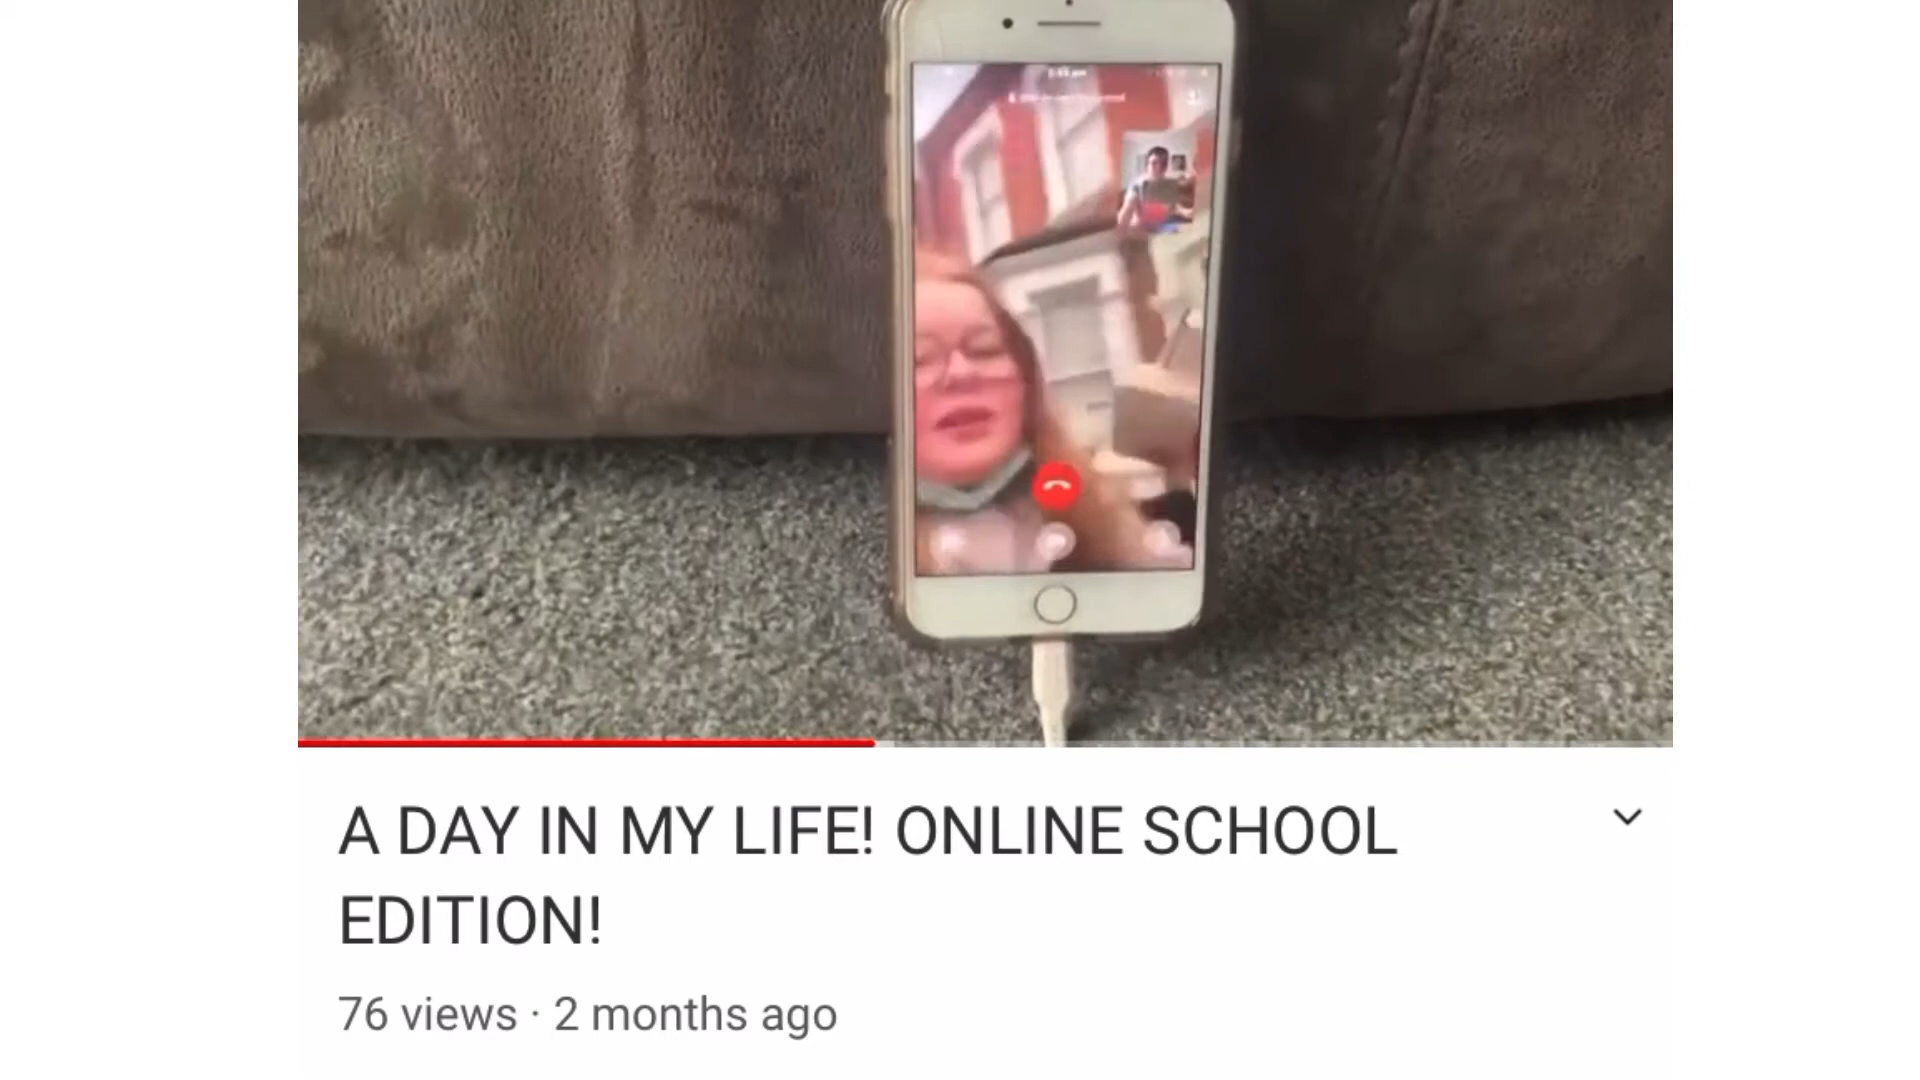 A DAY IN MY LIFE! ONLINE SCHOOL
EDITION!
76 views · 2 months ago